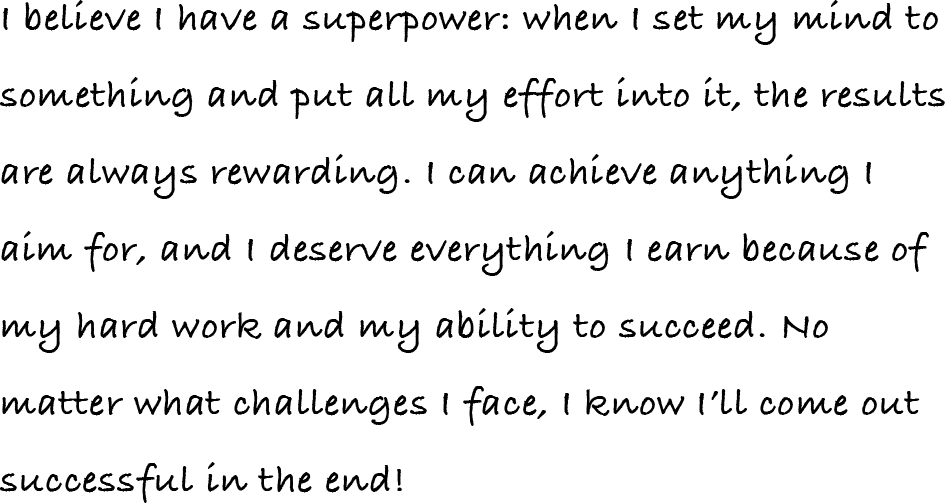 I believe I have a superpower: when I set my mind to
something and put all my effort into it, the results
are always rewarding. I can achieve anything I
aim for, and I deserve everything I earn because of
my hard work and my ability to succeed. No
matter what challenges I face, I know I'll come out
successful in the end!